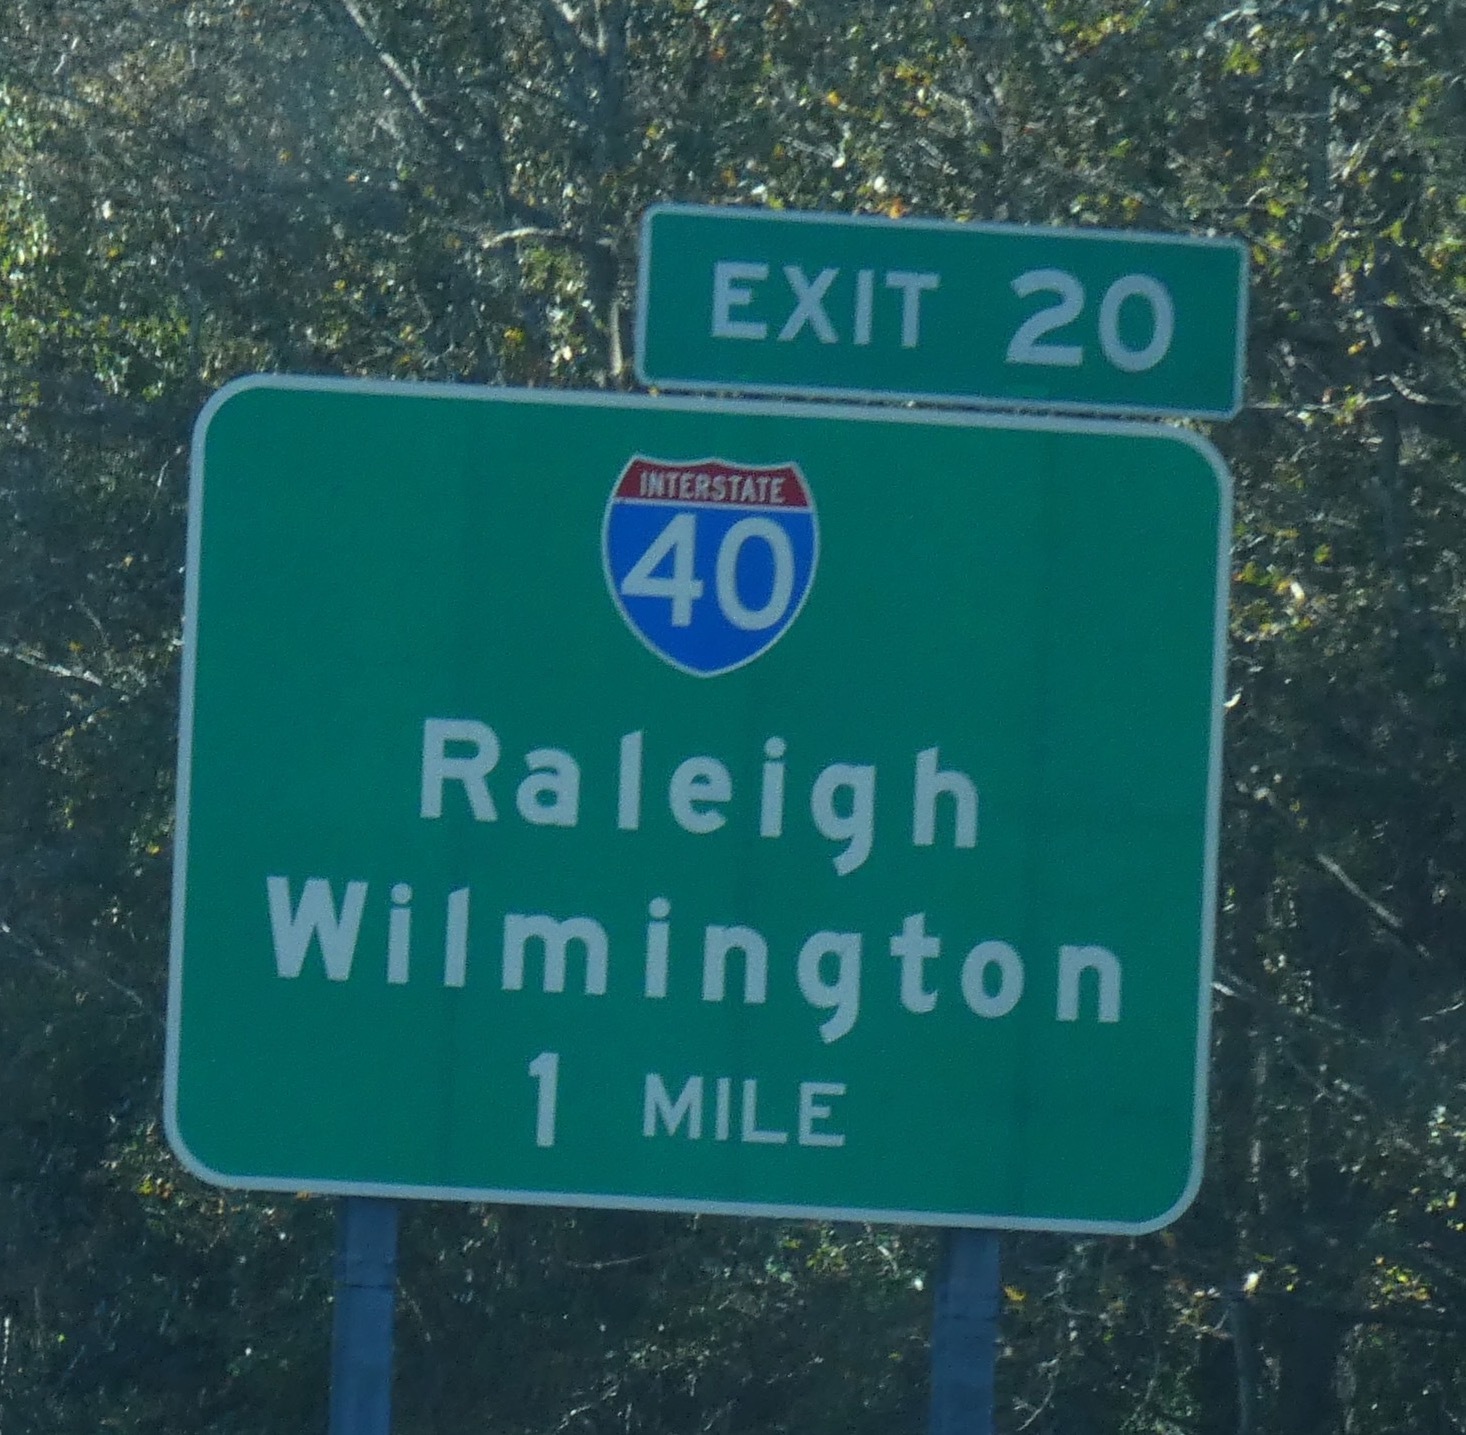 EXIT 20
INTERSTATE
40
Raleigh
Wilmington
1 MILE